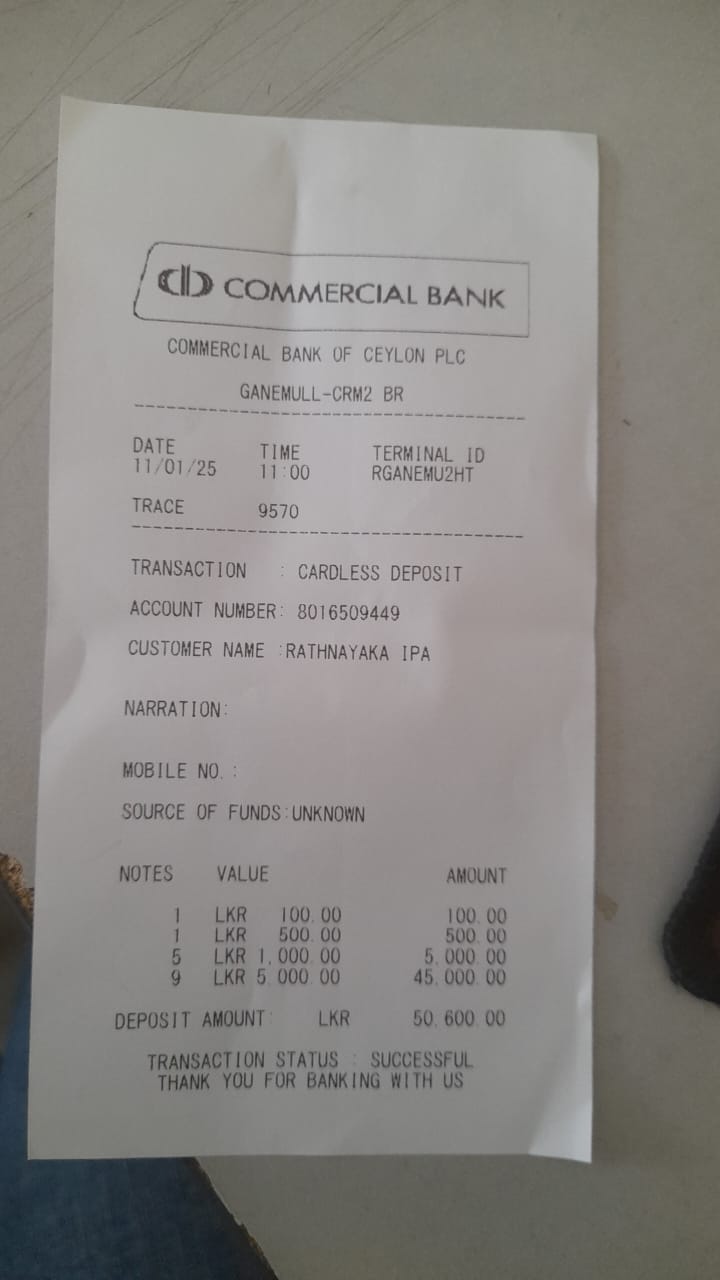 COMMERCIAL BANK
COMMERCIAL BANK OF CEYLON PLC
GANEMULL-CRM2 BR
DATE TIME TERMINAL ID
11/01/25 11:00 RGANEMU2HT
TRACE 9570
TRANSACTION : CARDLESS DEPOSIT
ACCOUNT NUMBER: 8016509449
CUSTOMER NAME :RATHNAYAKA IPA
NARRATION:
MOBILE NO. :
SOURCE OF FUNDS:UNKNOWN
NOTES VALUE AMOUNT
1 LKR 100.00 100.00
1 LKR 500.00 500.00
5 LKR 1,000.00 5,000.00
9 LKR 5,000.00 45,000.00
DEPOSIT AMOUNT: LKR 50,600.00
TRANSACTION STATUS : SUCCESSFUL
THANK YOU FOR BANKING WITH US